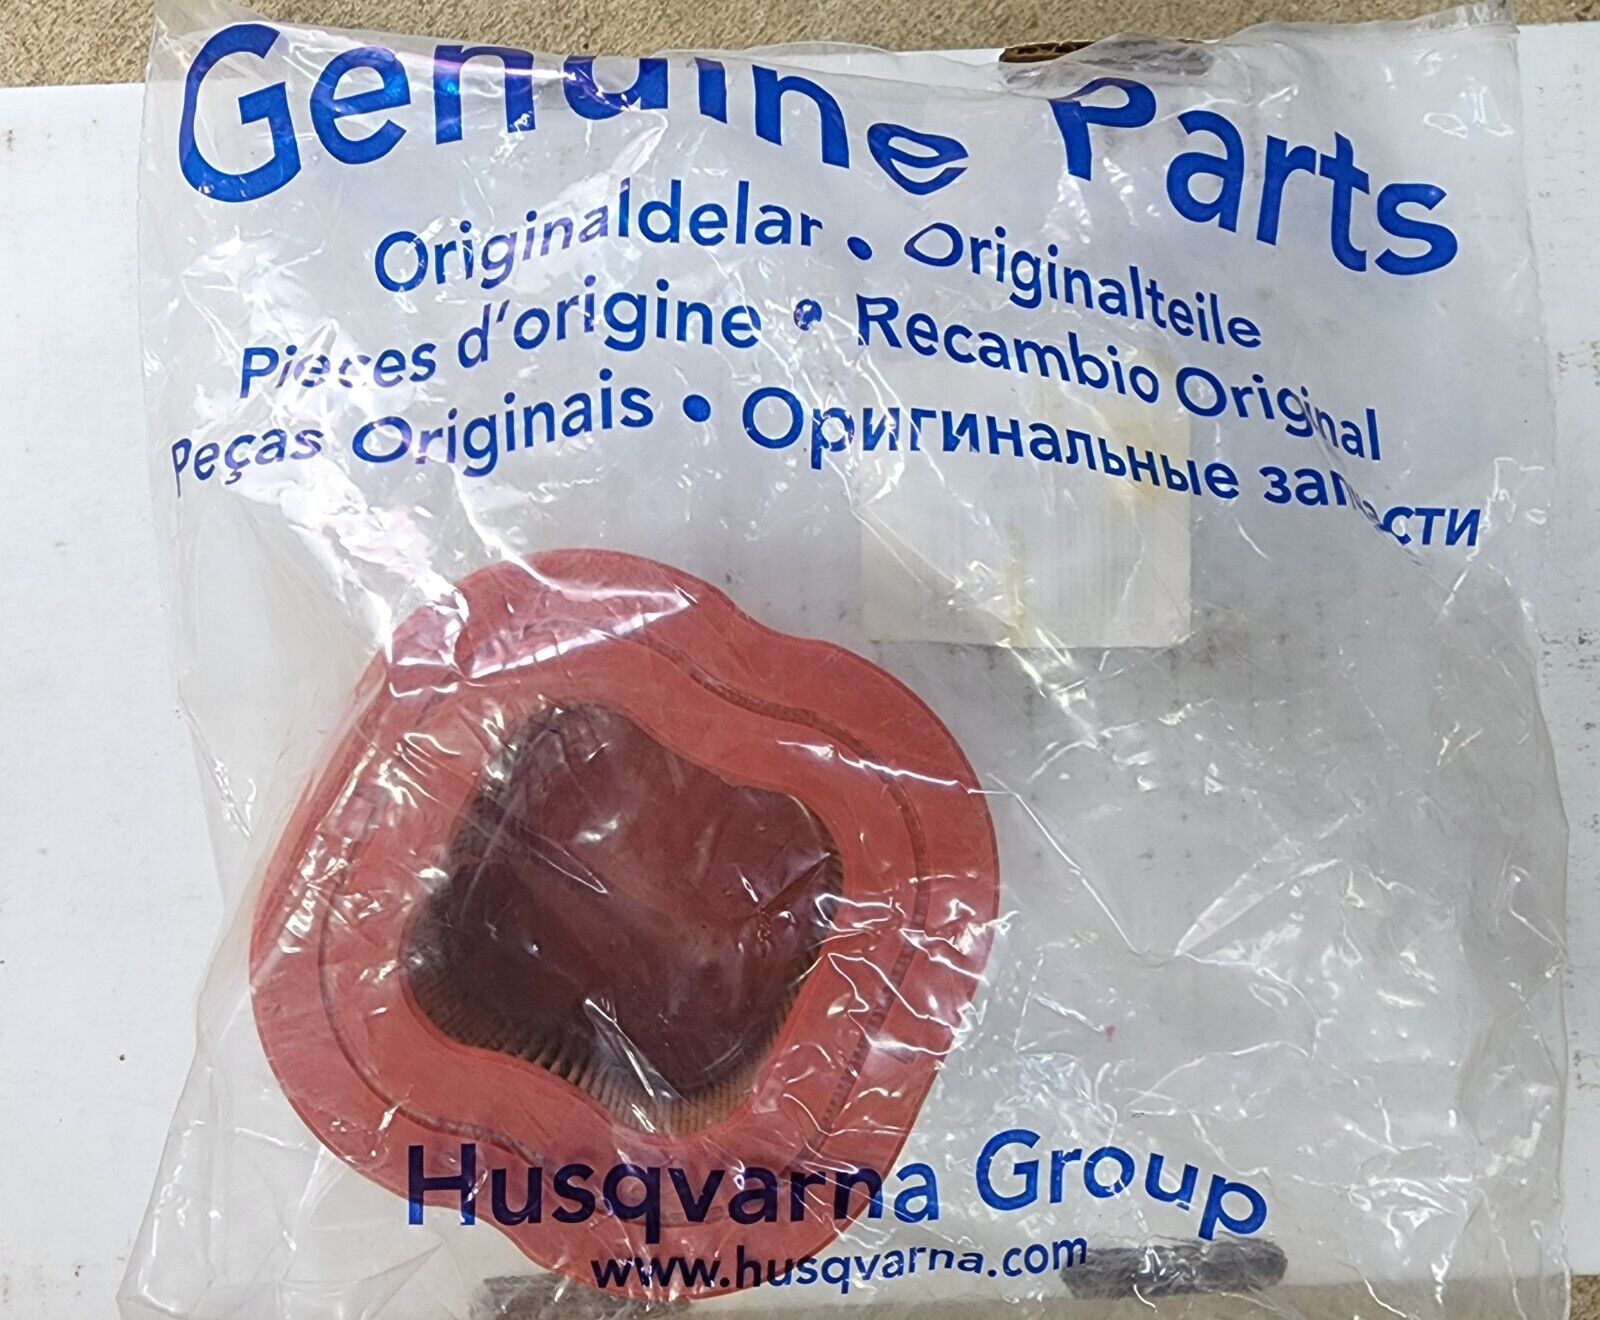 Genuine Parts
Originaldelar • Originalteile
Pieces d'origine • Recambio Original
Peças Originais • Оригинальные запчасти
Husqvarna Group
www.husqvarna.com